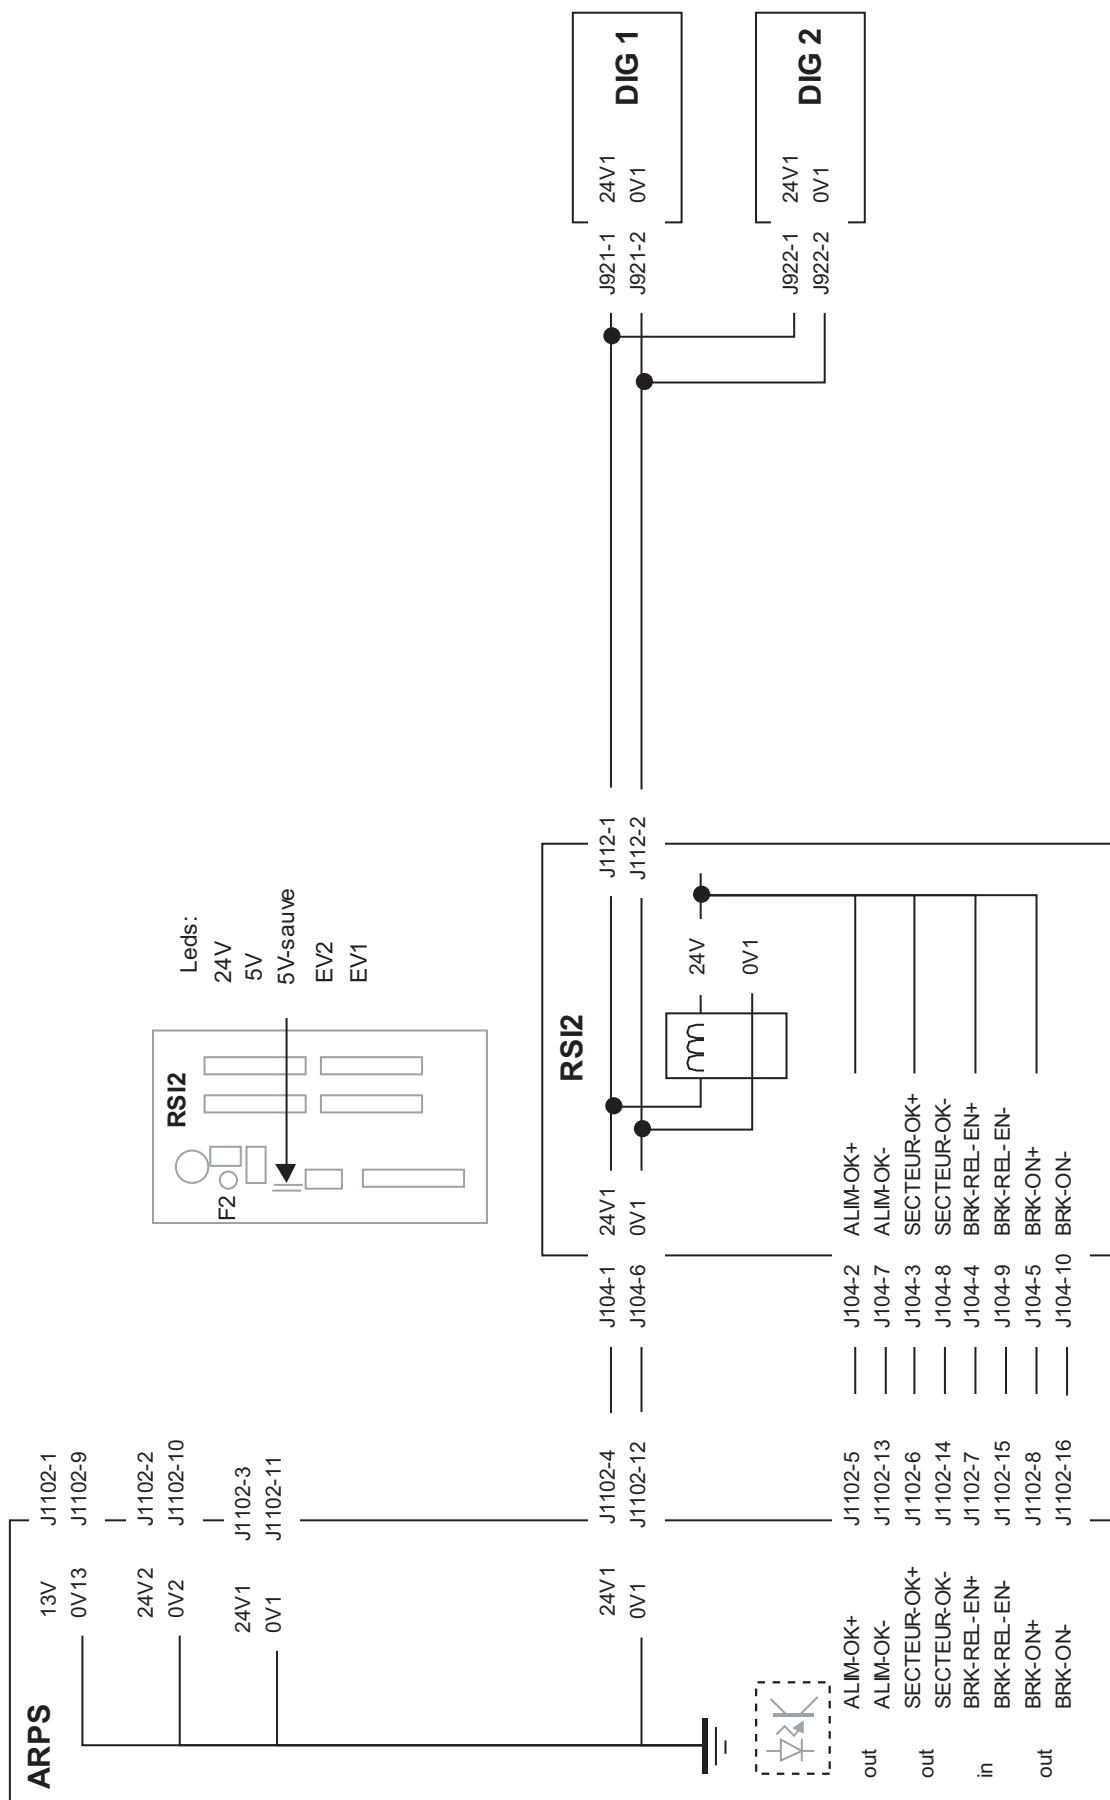 DIG 1
24V1
0V1
J921-1
J921-2
DIG 2
24V1
0V1
J922-1
J922-2
J112-1
J112-2
RSI2
24V
0V1
24V1
0V1
ALIM-OK+
ALIM-OK-
SECTEUR-OK+
SECTEUR-OK-
BRK-REL-EN+
BRK-REL-EN-
BRK-ON+
BRK-ON-
J104-1
J104-6
J104-2
J104-7
J104-3
J104-8
J104-4
J104-9
J104-5
J104-10
Leds:
24V
5V
5V-sauve
EV2
EV1
RSI2
F2
J1102-1
J1102-9
J1102-2
J1102-10
J1102-3
J1102-11
J1102-4
J1102-12
J1102-5
J1102-13
J1102-6
J1102-14
J1102-7
J1102-15
J1102-8
J1102-16
ARPS
13V
0V13
24V2
0V2
24V1
0V1
24V1
0V1
ALIM-OK+
ALIM-OK-
SECTEUR-OK+
SECTEUR-OK-
BRK-REL-EN+
BRK-REL-EN-
BRK-ON+
BRK-ON-
out
out
in
out